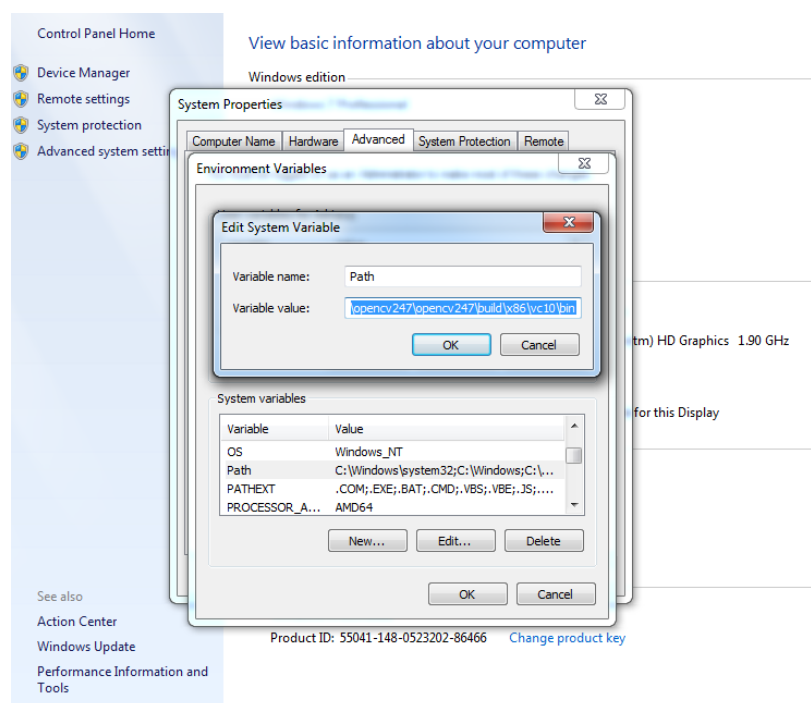 Control Panel Home
View basic information about your computer
Device Manager
Windows edition
Remote settings
System protection
Advanced system settin
System Properties
Computer Name
Hardware
Advanced
System Protection
Remote
Environment Variables
Edit System Variable
Variable name:
Path
Variable value:
\opencv247\opencv247\build\x86\vc10\bin
OK
Cancel
tm) HD Graphics 1.90 GHz
for this Display
System variables
Variable
Value
OS
Windows_NT
Path
C:\Windows\system32;C:\Windows;C:\...
PATHEXT
.COM;.EXE;.BAT;.CMD;.VBS;.VBE;.JS;....
PROCESSOR_A...
AMD64
New...
Edit...
Delete
OK
Cancel
See also
Action Center
Windows Update
Performance Information and
Tools
Product ID: 55041-148-0523202-86466
Change product key